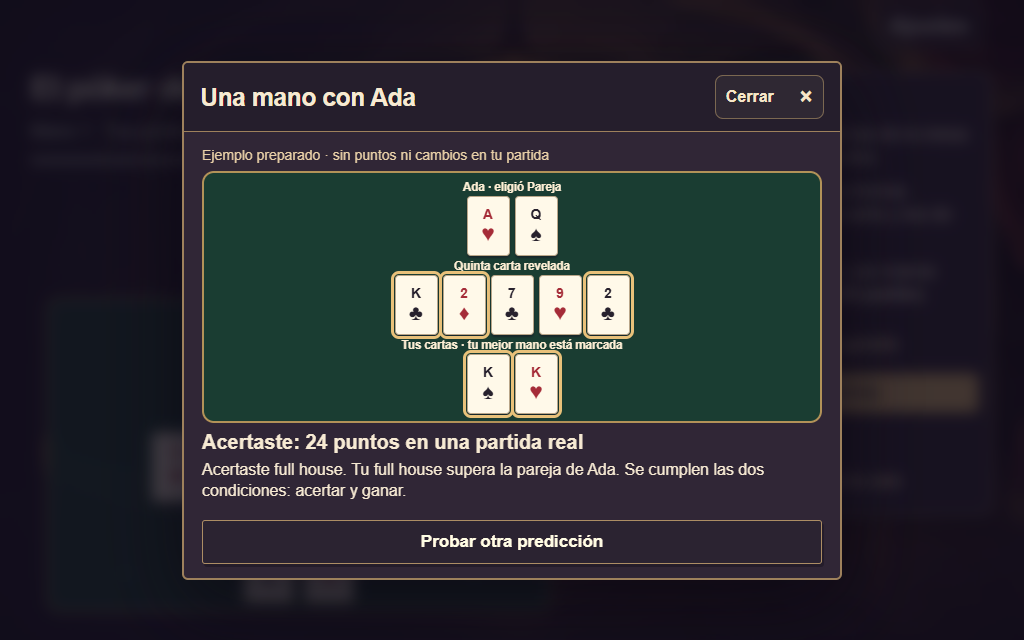 Una mano con Ada
Cerrar ×
Ejemplo preparado · sin puntos ni cambios en tu partida
Ada · eligió Pareja
A♥ Q♠
Quinta carta revelada
K♣ 2♦ 7♣ 9♥ 2♣
Tus cartas · tu mejor mano está marcada
K♠ K♥
Acertaste: 24 puntos en una partida real
Acertaste full house. Tu full house supera la pareja de Ada. Se cumplen las dos
condiciones: acertar y ganar.
Probar otra predicción